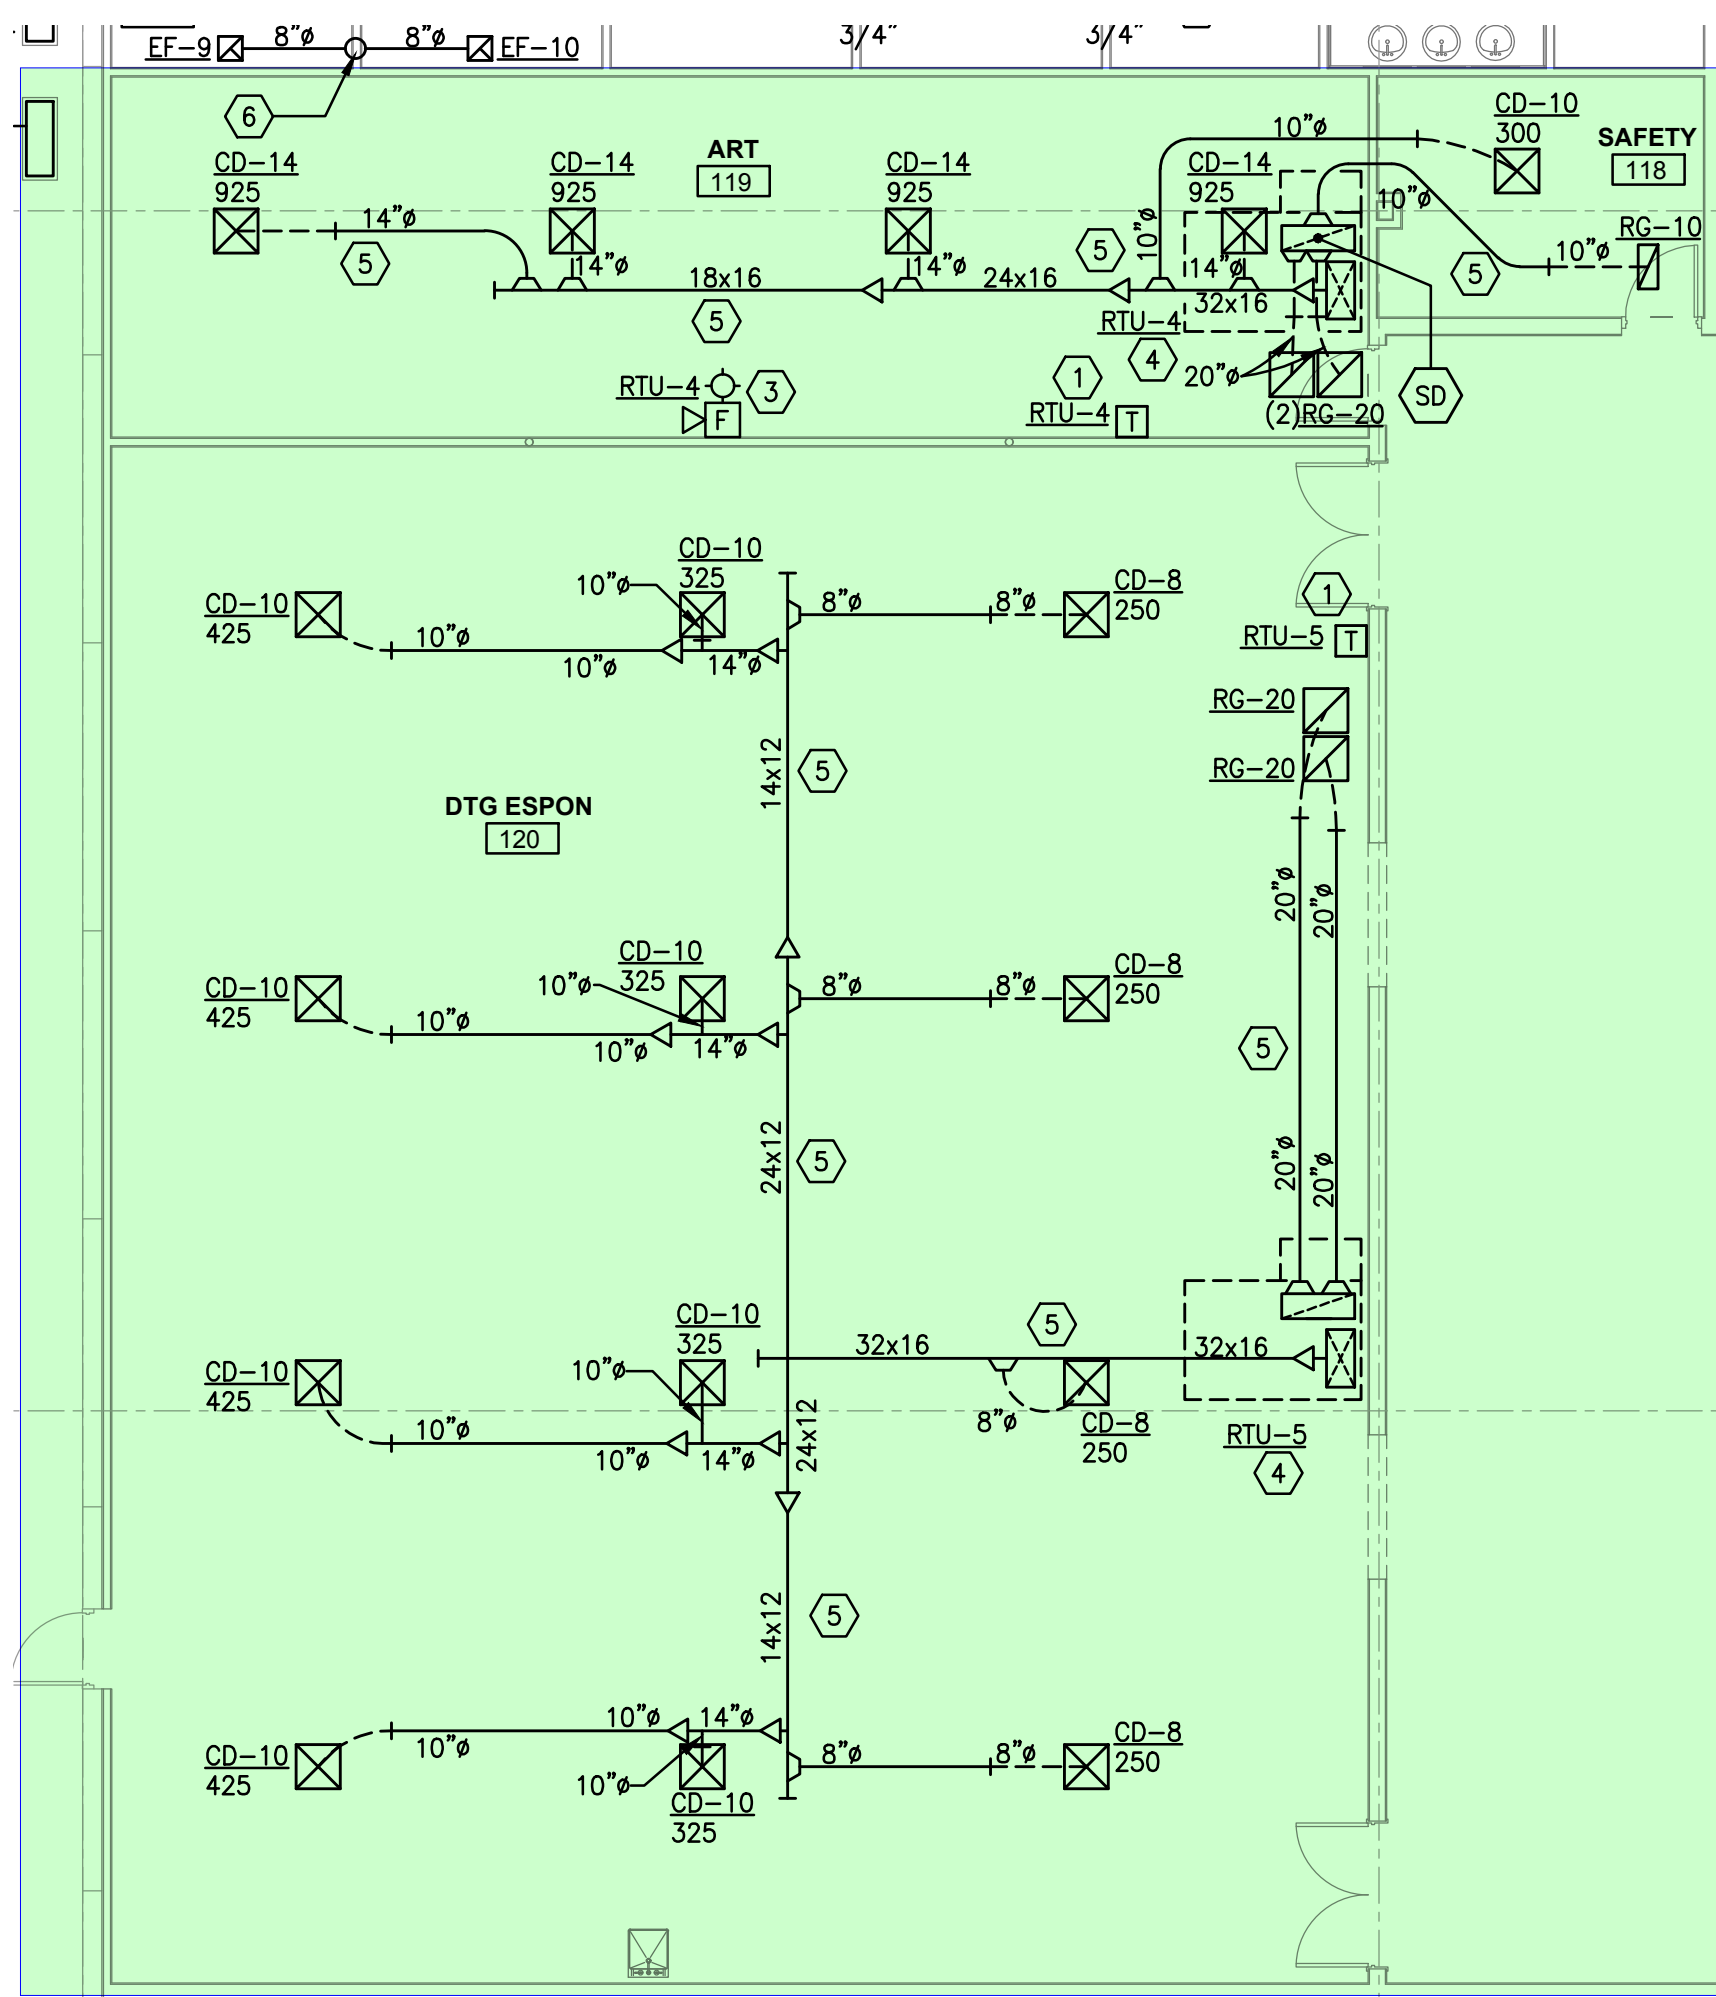 3/4"
3/4"
EF-9
8"ø
8"ø
EF-10
6
CD-10
300
SAFETY
118
10"ø
ART
119
CD-14
925
CD-14
925
CD-14
925
CD-14
925
10"ø
RG-10
14"ø
5
10"ø
5
10"ø
5
14"ø
14"ø
14"ø
18x16
24x16
32x16
5
RTU-4
4
20"ø
SD
RTU-4
3
F
1
RTU-4
T
(2)RG-20
CD-10
325
10"ø
CD-8
250
8"ø
8"ø
CD-10
425
10"ø
10"ø
14"ø
1
RTU-5
T
RG-20
RG-20
14x12
5
DTG ESPON
120
20"ø
20"ø
CD-10
325
10"ø
CD-8
250
8"ø
8"ø
CD-10
425
10"ø
10"ø
14"ø
5
24x12
5
20"ø
20"ø
CD-10
325
10"ø
32x16
5
32x16
CD-10
425
8"ø
CD-8
250
10"ø
10"ø
14"ø
24x12
RTU-5
4
14x12
5
10"ø
14"ø
10"ø
CD-10
425
10"ø
8"ø
8"ø
CD-8
250
CD-10
325